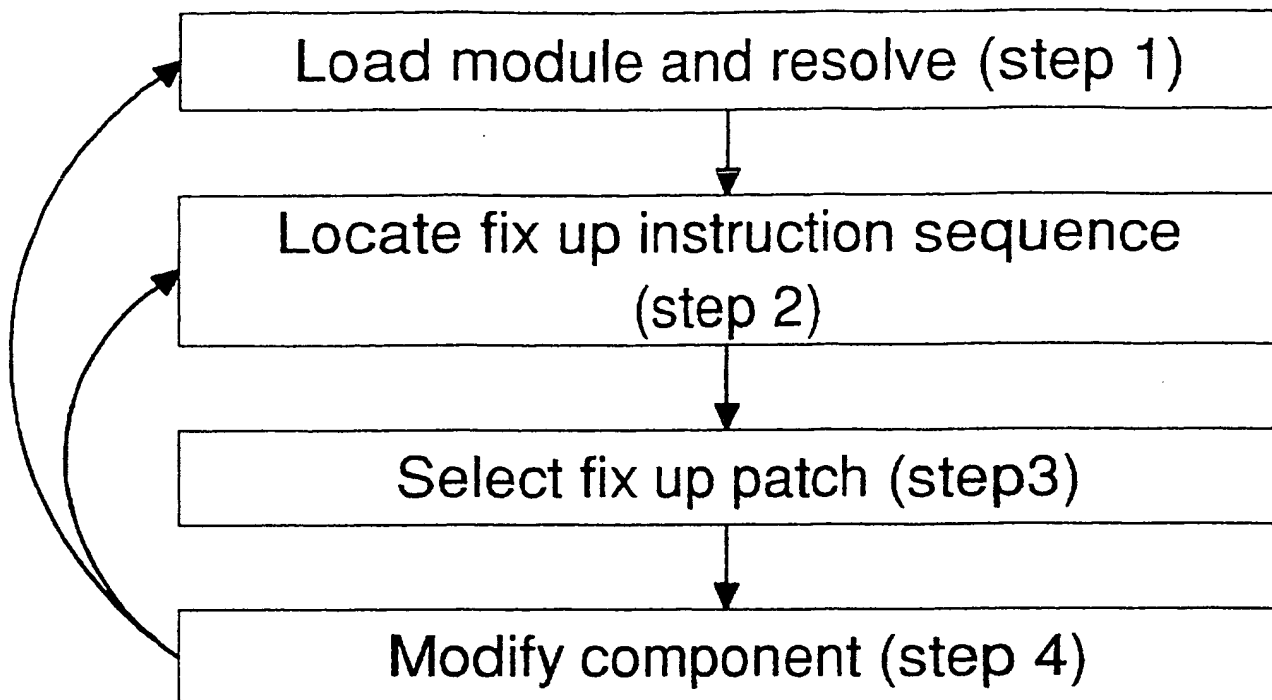 Load module and resolve (step 1)
Locate fix up instruction sequence
(step 2)
Select fix up patch (step3)
Modify component (step 4)